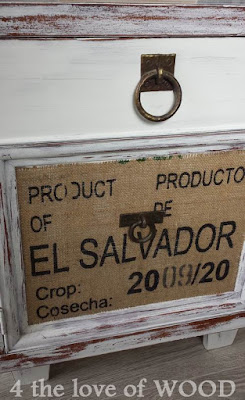 PRODUCT PRODUCTO
OF DE
EL SALVADOR
Crop: 2009/20
Cosecha:
4 the love of WOOD